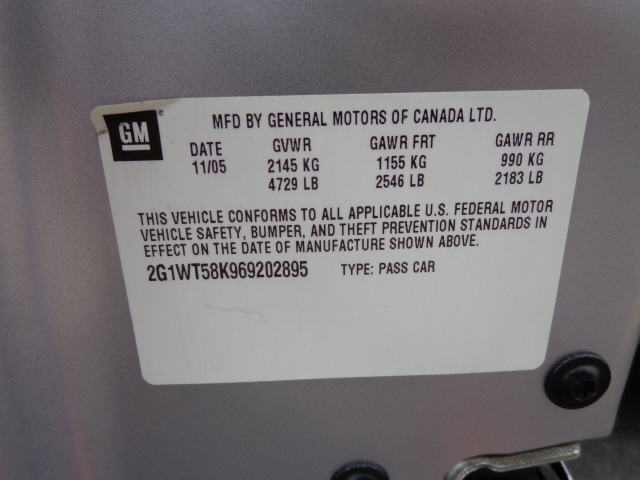 GM
MFD BY GENERAL MOTORS OF CANADA LTD.
DATE GVWR GAWR FRT GAWR RR
11/05 2145 KG 1155 KG 990 KG
4729 LB 2546 LB 2183 LB
THIS VEHICLE CONFORMS TO ALL APPLICABLE U.S. FEDERAL MOTOR
VEHICLE SAFETY, BUMPER, AND THEFT PREVENTION STANDARDS IN
EFFECT ON THE DATE OF MANUFACTURE SHOWN ABOVE.
2G1WT58K969202895 TYPE: PASS CAR